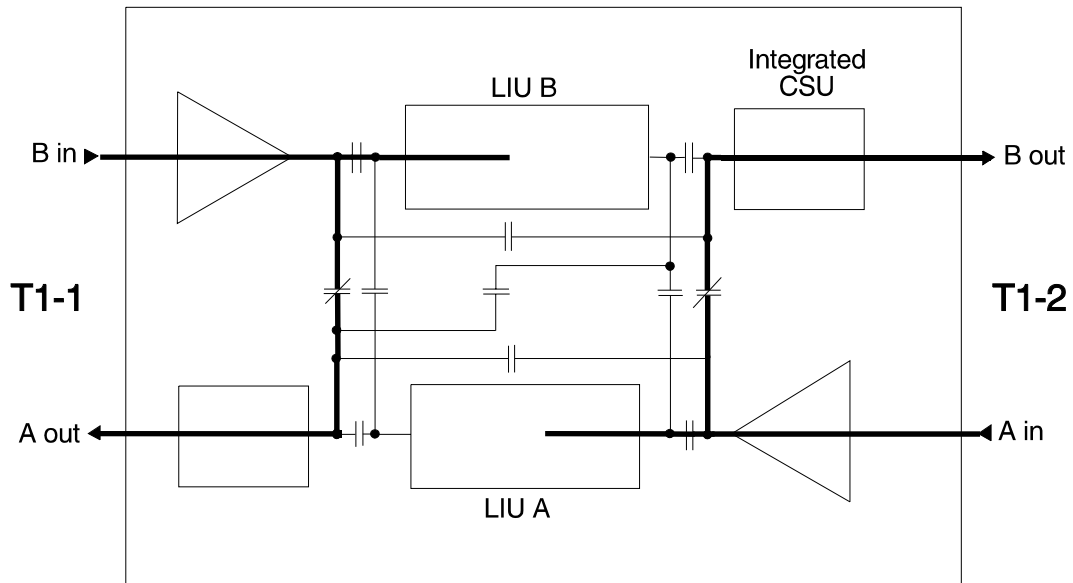 Integrated
CSU
LIU B
B in
B out
T1-1
T1-2
A out
A in
LIU A